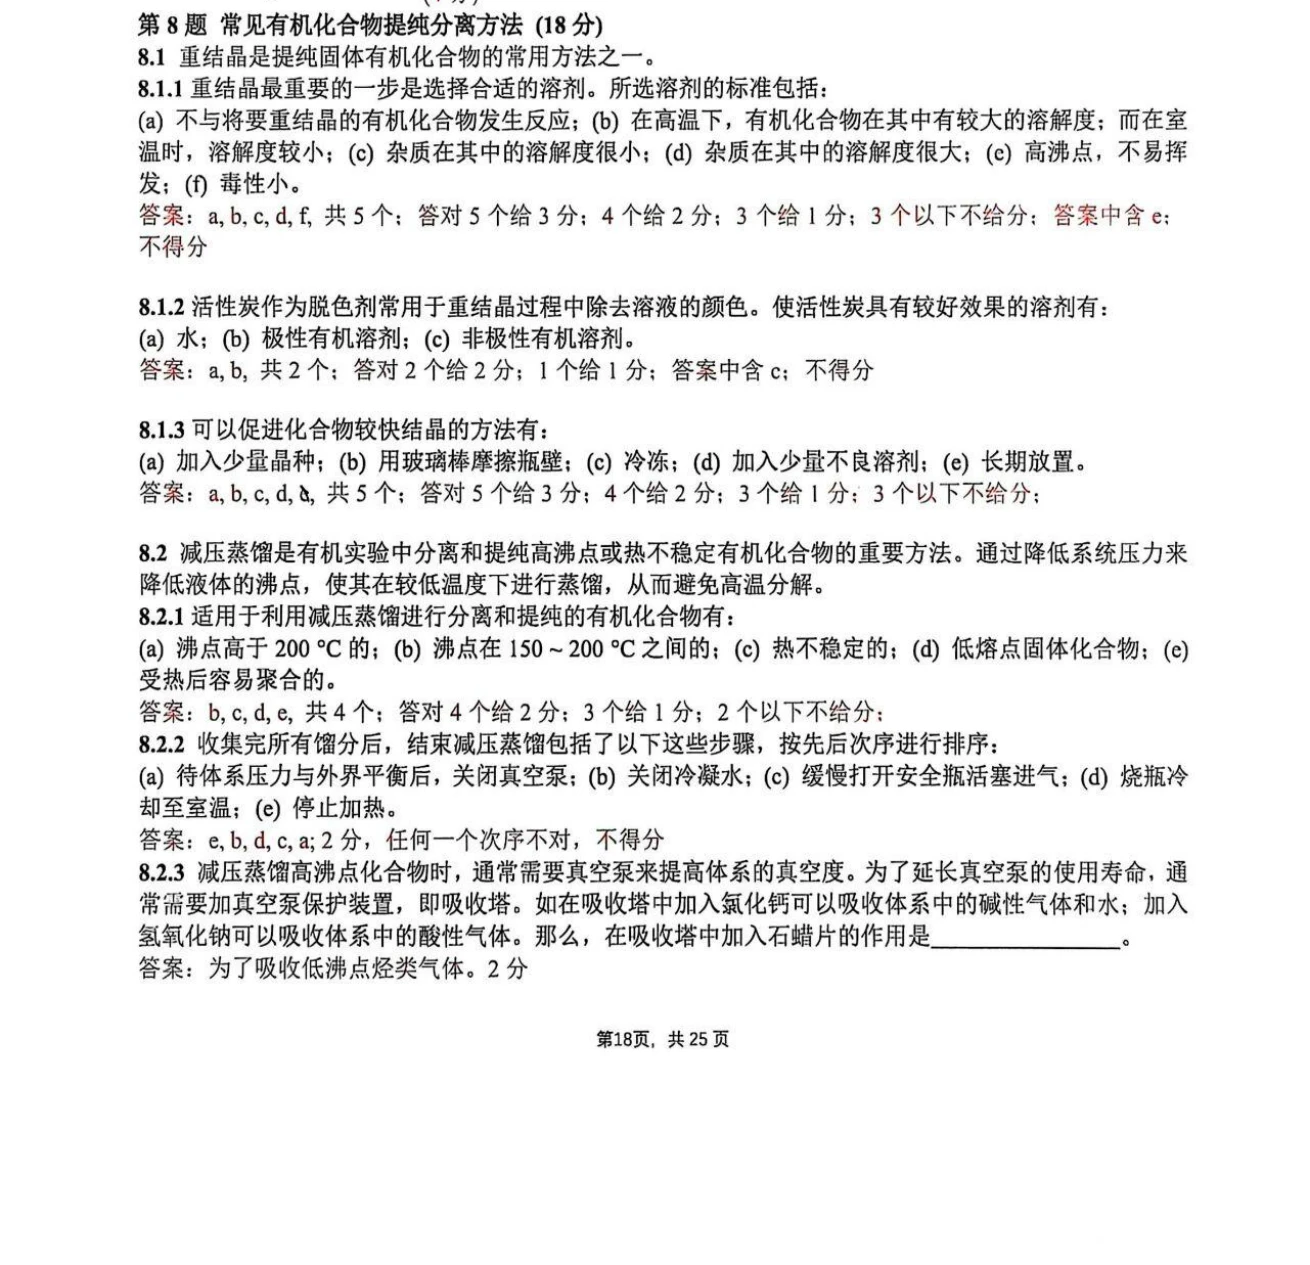 第 8 题 常见有机化合物提纯分离方法 (18 分)
8.1 重结晶是提纯固体有机化合物的常用方法之一。
8.1.1 重结晶最重要的一步是选择合适的溶剂。所选溶剂的标准包括：
(a) 不与将要重结晶的有机化合物发生反应；(b) 在高温下，有机化合物在其中有较大的溶解度；而在室
温时，溶解度较小；(c) 杂质在其中的溶解度很小；(d) 杂质在其中的溶解度很大；(e) 高沸点，不易挥
发；(f) 毒性小。
答案：a, b, c, d, f, 共 5 个；答对 5 个给 3 分；4 个给 2 分；3 个给 1 分；3 个以下不给分；答案中含 e；
不得分
8.1.2 活性炭作为脱色剂常用于重结晶过程中除去溶液的颜色。使活性炭具有较好效果的溶剂有：
(a) 水；(b) 极性有机溶剂；(c) 非极性有机溶剂。
答案：a, b, 共 2 个；答对 2 个给 2 分；1 个给 1 分；答案中含 c；不得分
8.1.3 可以促进化合物较快结晶的方法有：
(a) 加入少量晶种；(b) 用玻璃棒摩擦瓶壁；(c) 冷冻；(d) 加入少量不良溶剂；(e) 长期放置。
答案：a, b, c, d, 共 5 个；答对 5 个给 3 分；4 个给 2 分；3 个给 1 分；3 个以下不给分；
8.2 减压蒸馏是有机实验中分离和提纯高沸点或热不稳定有机化合物的重要方法。通过降低系统压力来
降低液体的沸点，使其在较低温度下进行蒸馏，从而避免高温分解。
8.2.1 适用于利用减压蒸馏进行分离和提纯的有机化合物有：
(a) 沸点高于 200 °C 的；(b) 沸点在 150 ~ 200 °C 之间的；(c) 热不稳定的；(d) 低熔点固体化合物；(e)
受热后容易聚合的。
答案：b, c, d, e, 共 4 个；答对 4 个给 2 分；3 个给 1 分；2 个以下不给分；
8.2.2 收集完所有馏分后，结束减压蒸馏包括了以下这些步骤，按先后次序进行排序：
(a) 待体系压力与外界平衡后，关闭真空泵；(b) 关闭冷凝水；(c) 缓慢打开安全瓶活塞进气；(d) 烧瓶冷
却至室温；(e) 停止加热。
答案：e, b, d, c, a; 2 分，任何一个次序不对，不得分
8.2.3 减压蒸馏高沸点化合物时，通常需要真空泵来提高体系的真空度。为了延长真空泵的使用寿命，通
常需要加真空泵保护装置，即吸收塔。如在吸收塔中加入氯化钙可以吸收体系中的碱性气体和水；加入
氢氧化钠可以吸收体系中的酸性气体。那么，在吸收塔中加入石蜡片的作用是________________。
答案：为了吸收低沸点烃类气体。2 分
第18页，共 25 页